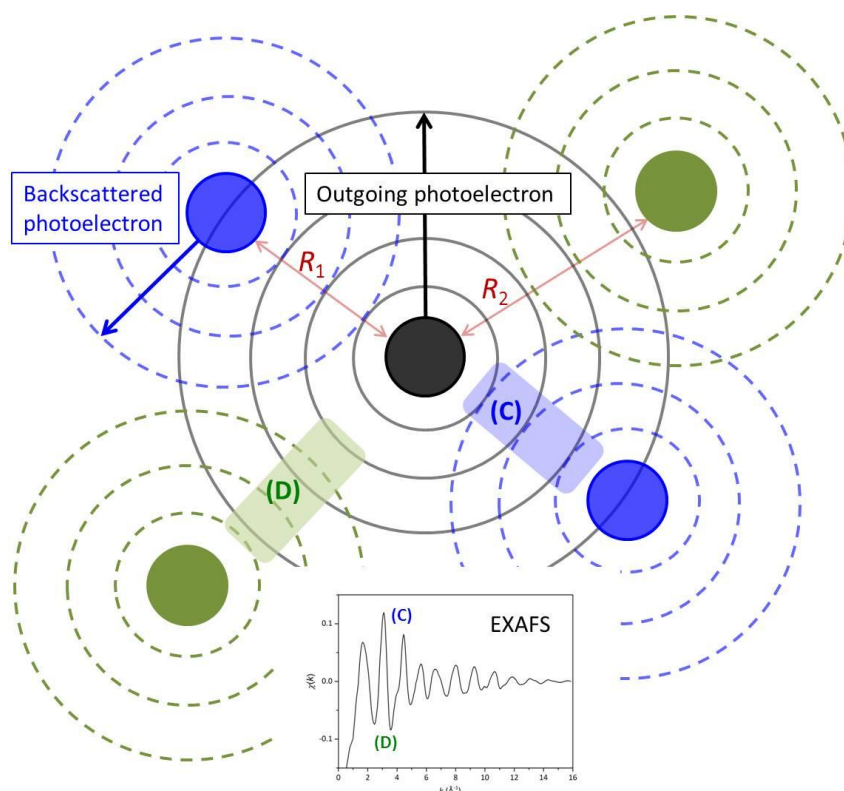 Backscattered
photoelectron
Outgoing photoelectron
R1
R2
(C)
(D)
(C)
EXAFS
0.1
0.0
-0.1
χ(k)
(D)
0 2 4 6 8 10 12 14 16